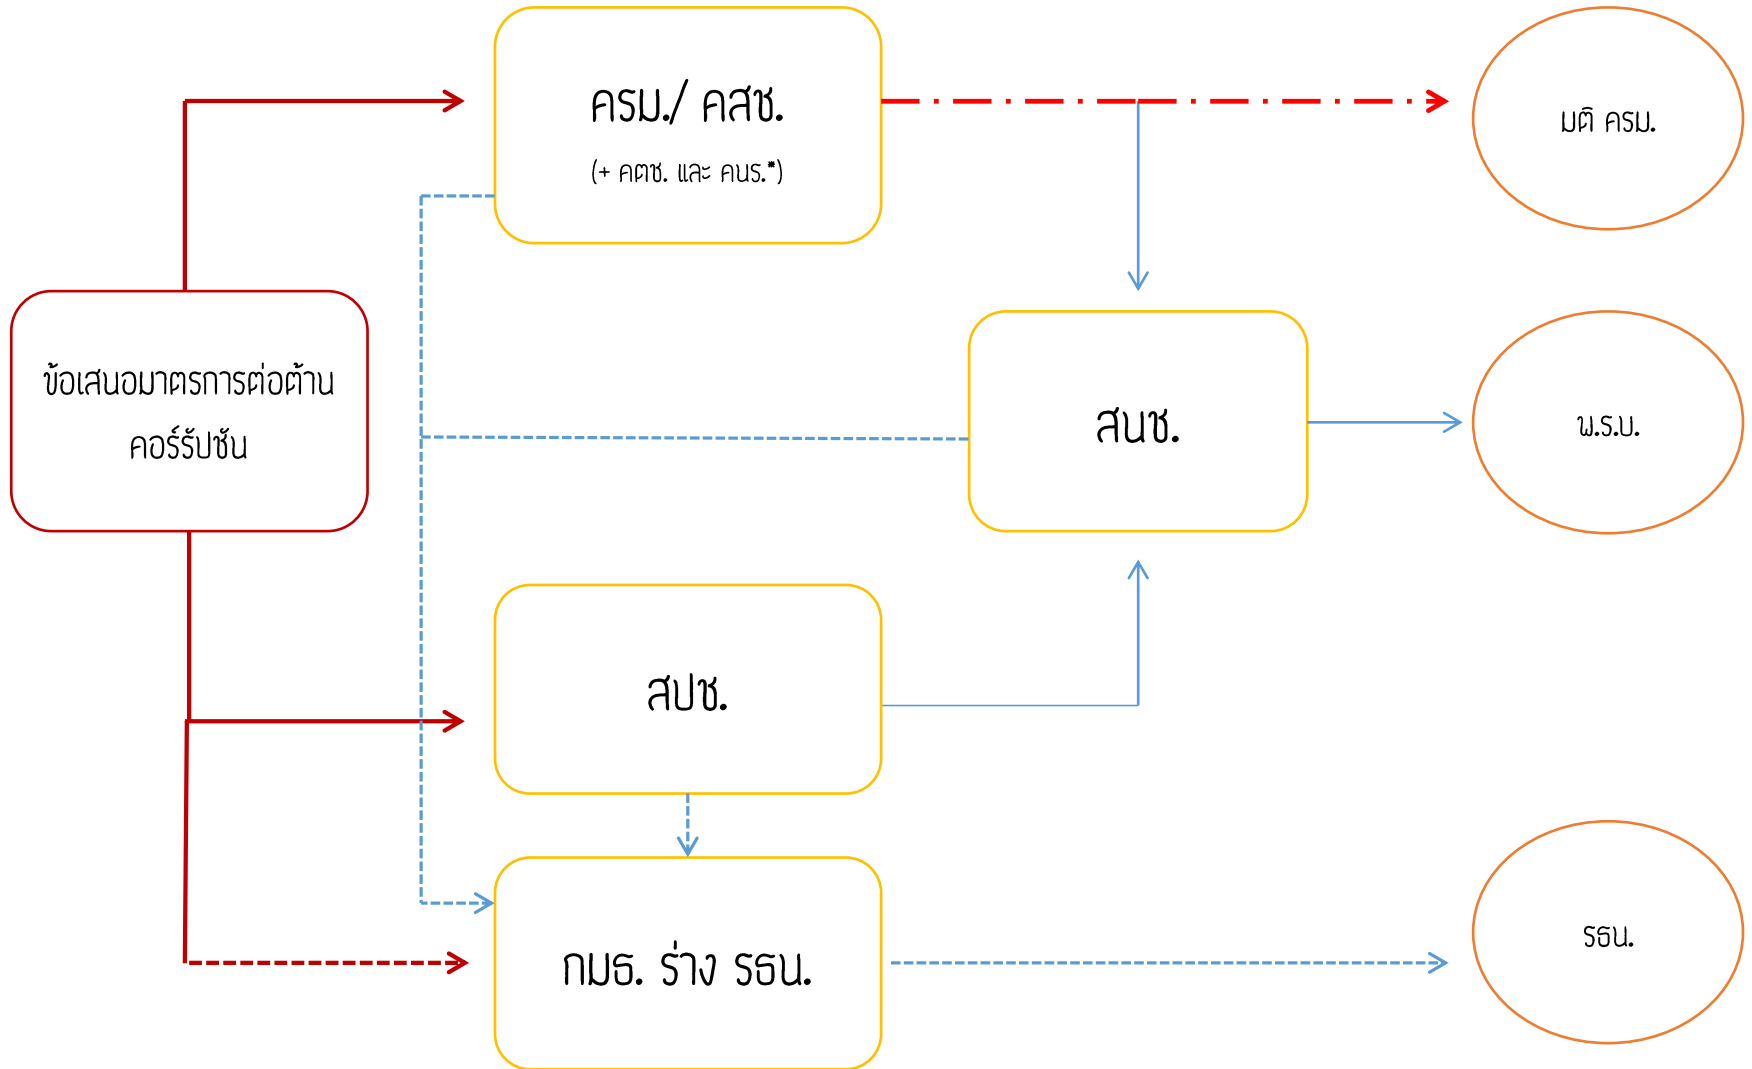 ครม./ คสช.
(+ คตช. และ คนร.*)
มติ ครม.
ข้อเสนอมาตรการต่อต้าน
คอร์รัปชัน
สนช.
พ.ร.บ.
สปช.
กมธ. ร่าง รธน.
รธน.